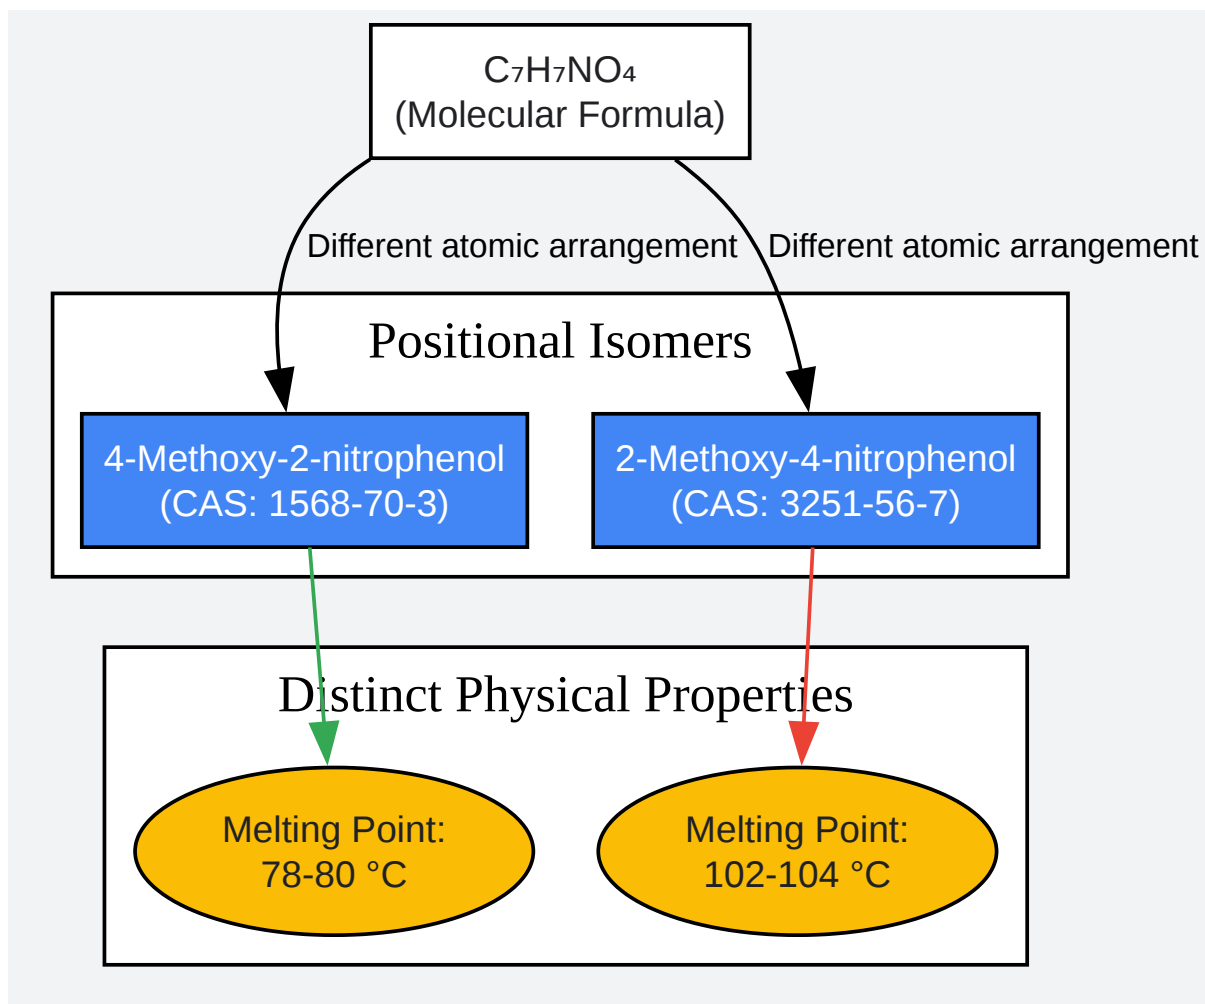 C₇H₇NO₄
(Molecular Formula)
Different atomic arrangement
Different atomic arrangement
Positional Isomers
4-Methoxy-2-nitrophenol
(CAS: 1568-70-3)
2-Methoxy-4-nitrophenol
(CAS: 3251-56-7)
Distinct Physical Properties
Melting Point:
78-80 °C
Melting Point:
102-104 °C